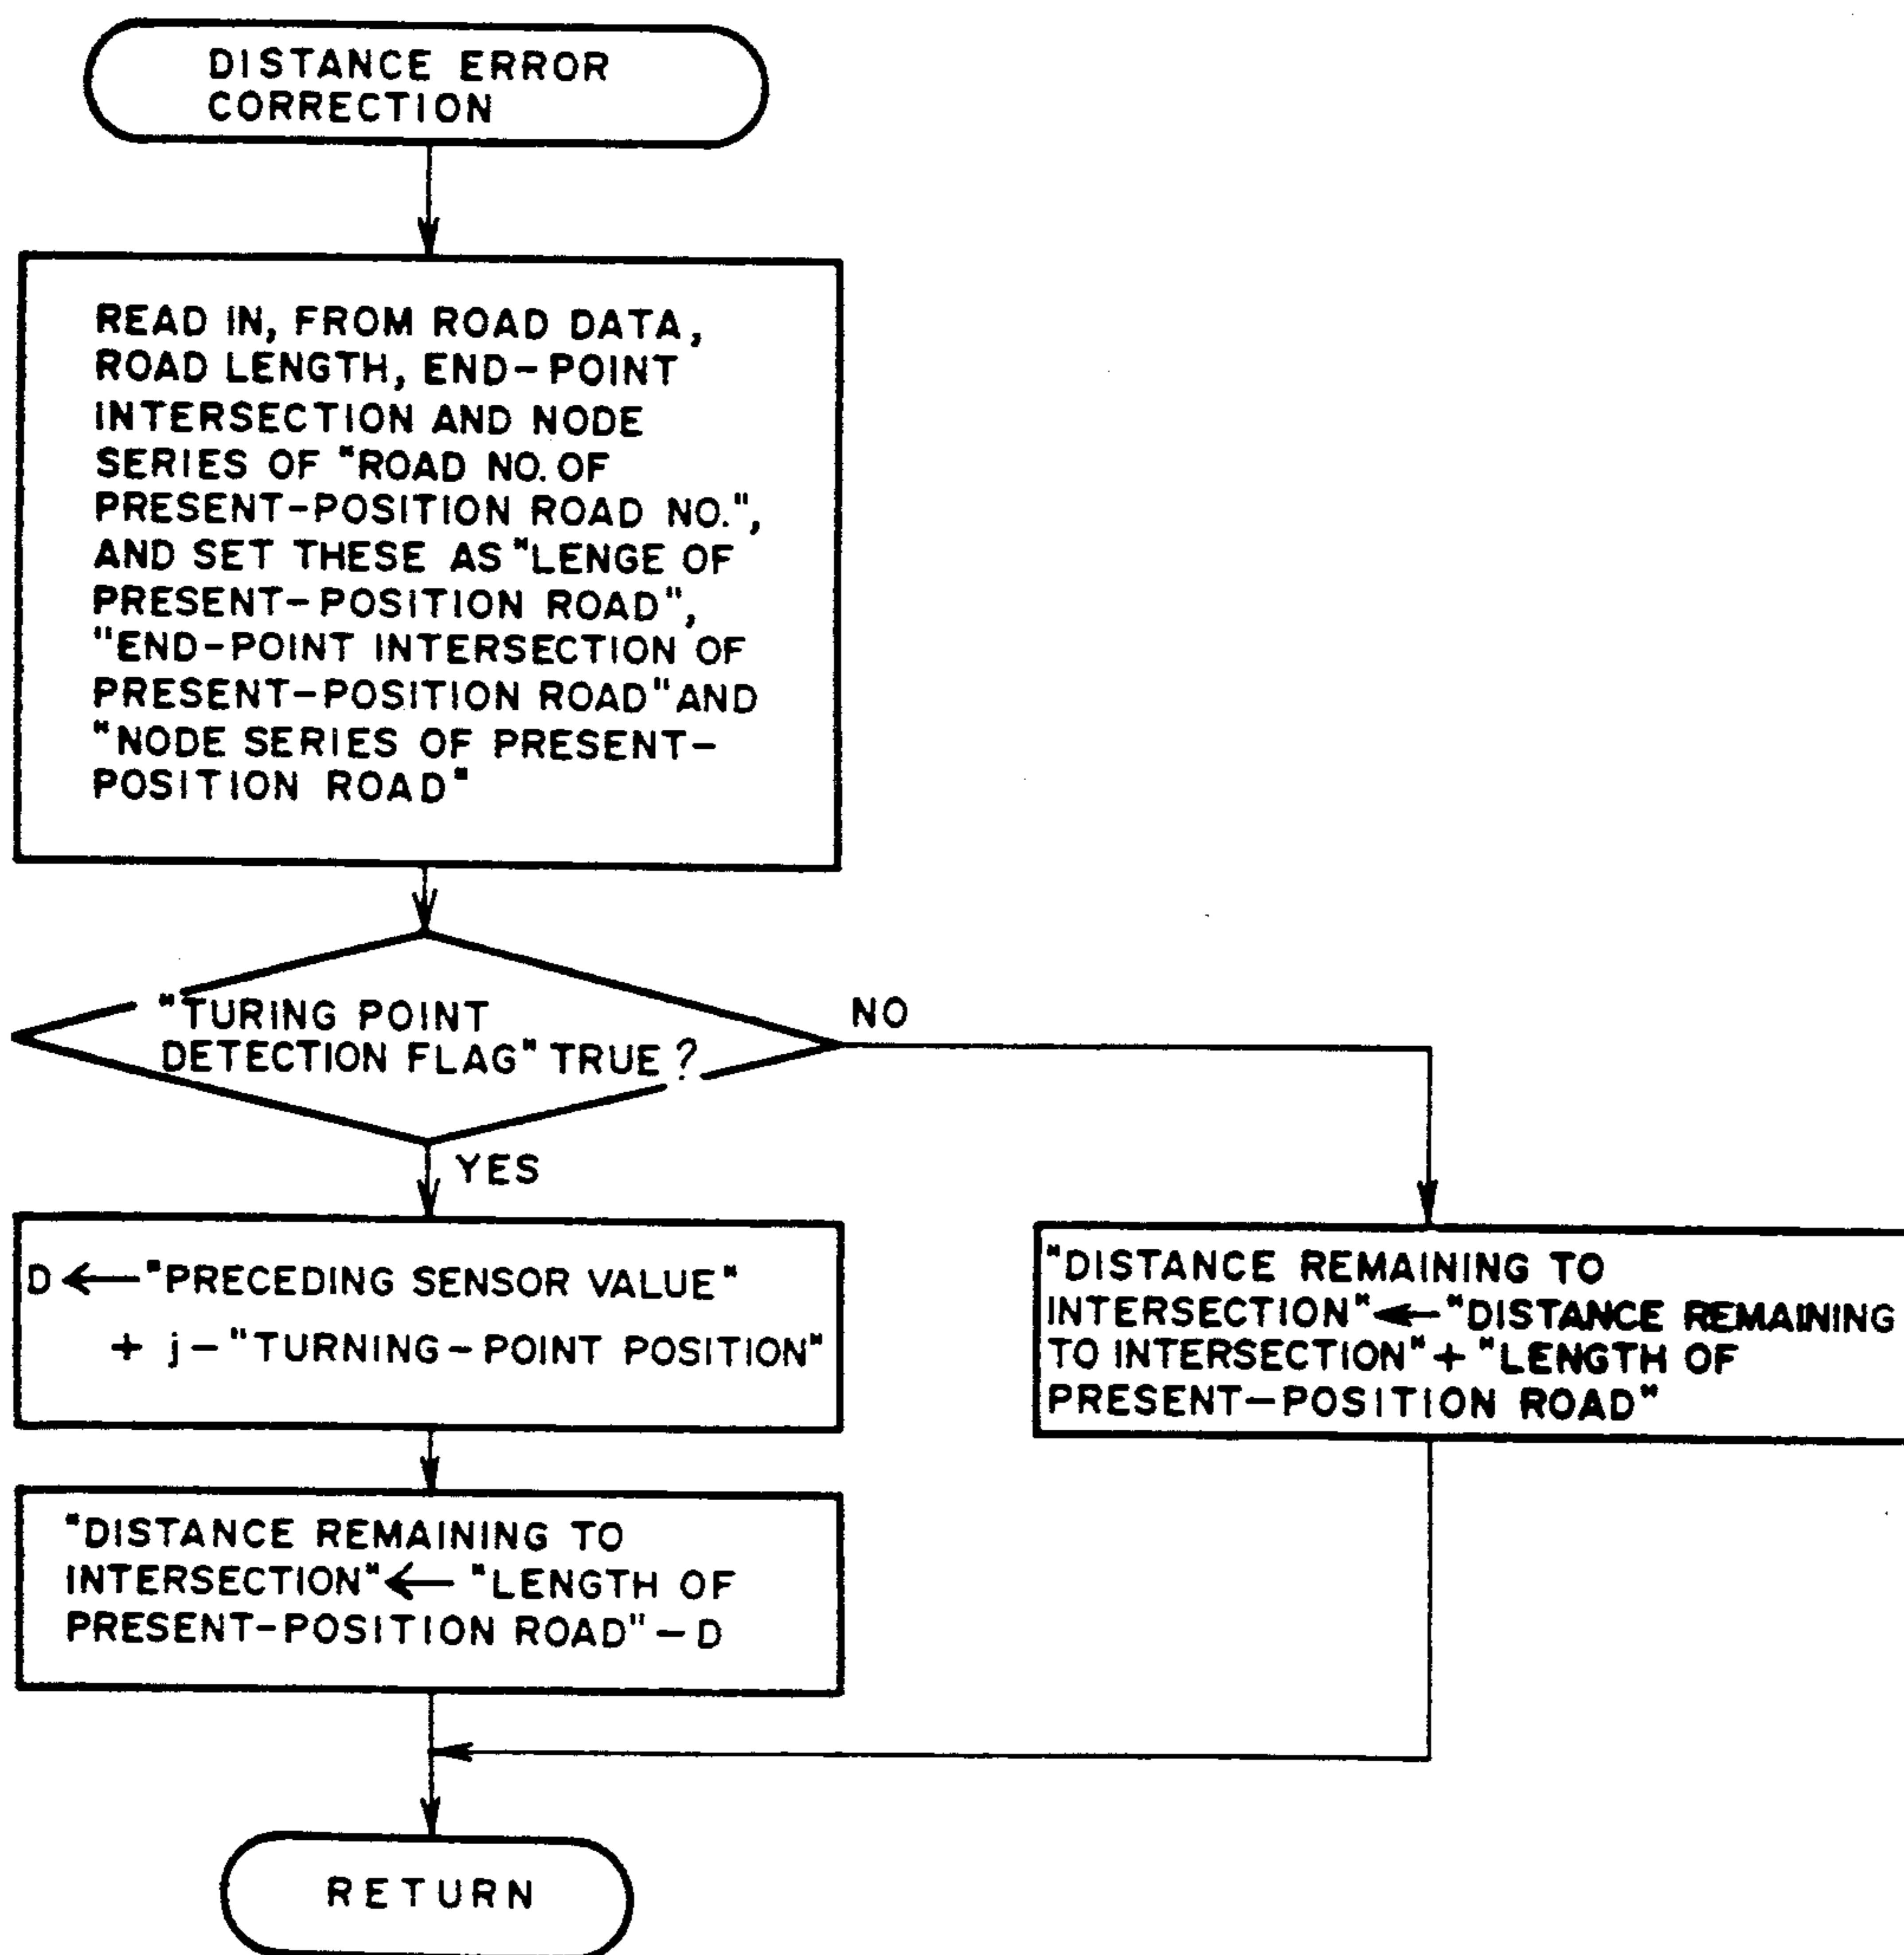 DISTANCE ERROR
CORRECTION
READ IN, FROM ROAD DATA,
ROAD LENGTH, END-POINT
INTERSECTION AND NODE
SERIES OF "ROAD NO. OF
PRESENT-POSITION ROAD NO.",
AND SET THESE AS "LENGE OF
PRESENT-POSITION ROAD",
"END-POINT INTERSECTION OF
PRESENT-POSITION ROAD" AND
"NODE SERIES OF PRESENT-
POSITION ROAD"
"TURING POINT
DETECTION FLAG" TRUE ?
NO
YES
D ← "PRECEDING SENSOR VALUE"
+ j - "TURNING-POINT POSITION"
"DISTANCE REMAINING TO
INTERSECTION" ← "DISTANCE REMAINING
TO INTERSECTION" + "LENGTH OF
PRESENT-POSITION ROAD"
"DISTANCE REMAINING TO
INTERSECTION" ← "LENGTH OF
PRESENT-POSITION ROAD" - D
RETURN